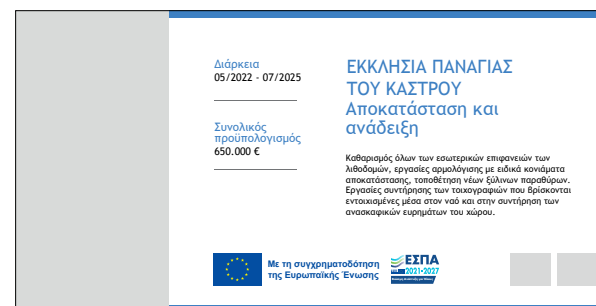 Διάρκεια
05/2022 - 07/2025
Συνολικός
προϋπολογισμός
650.000 €
ΕΚΚΛΗΣΙΑ ΠΑΝΑΓΙΑΣ
ΤΟΥ ΚΑΣΤΡΟΥ
Αποκατάσταση και
ανάδειξη
Καθαρισμός όλων των εσωτερικών επιφανειών των
λιθοδομών, εργασίες αρμολόγισης με ειδικά κονιάματα
αποκατάστασης, τοποθέτηση νέων ξύλινων παραθύρων.
Εργασίες συντήρησης των τοιχογραφιών που βρίσκονται
εντοιχισμένες μέσα στον ναό και στην συντήρηση των
ανασκαφικών ευρημάτων του χώρου.
Με τη συγχρηματοδότηση
της Ευρωπαϊκής Ένωσης
ΕΣΠΑ
2021-2027